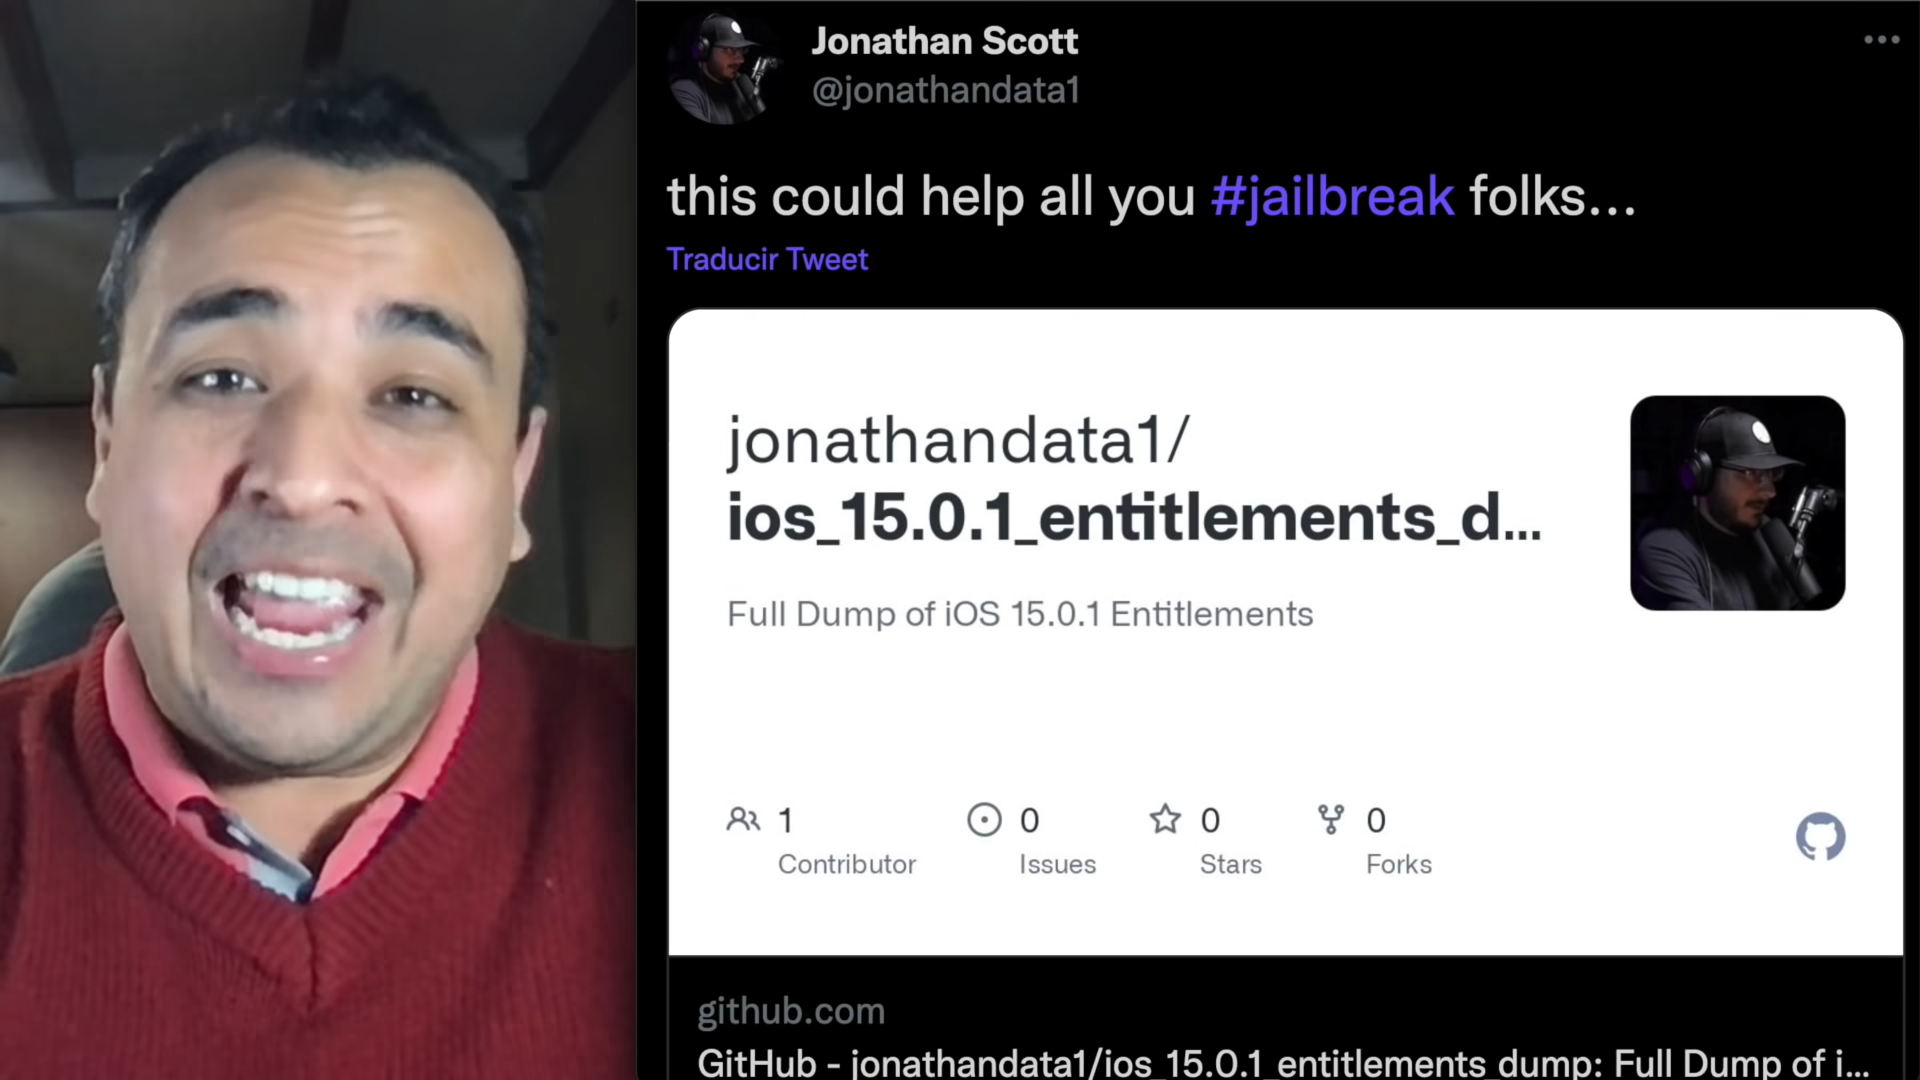 Jonathan Scott
@jonathandata1
this could help all you #jailbreak folks...
Traducir Tweet
jonathandata1/
ios_15.0.1_entitlements_d...
Full Dump of iOS 15.0.1 Entitlements
1
Contributor
0
Issues
0
Stars
0
Forks
github.com
GitHub - jonathandata1/ios_15.0.1_entitlements_dump: Full Dump of i...